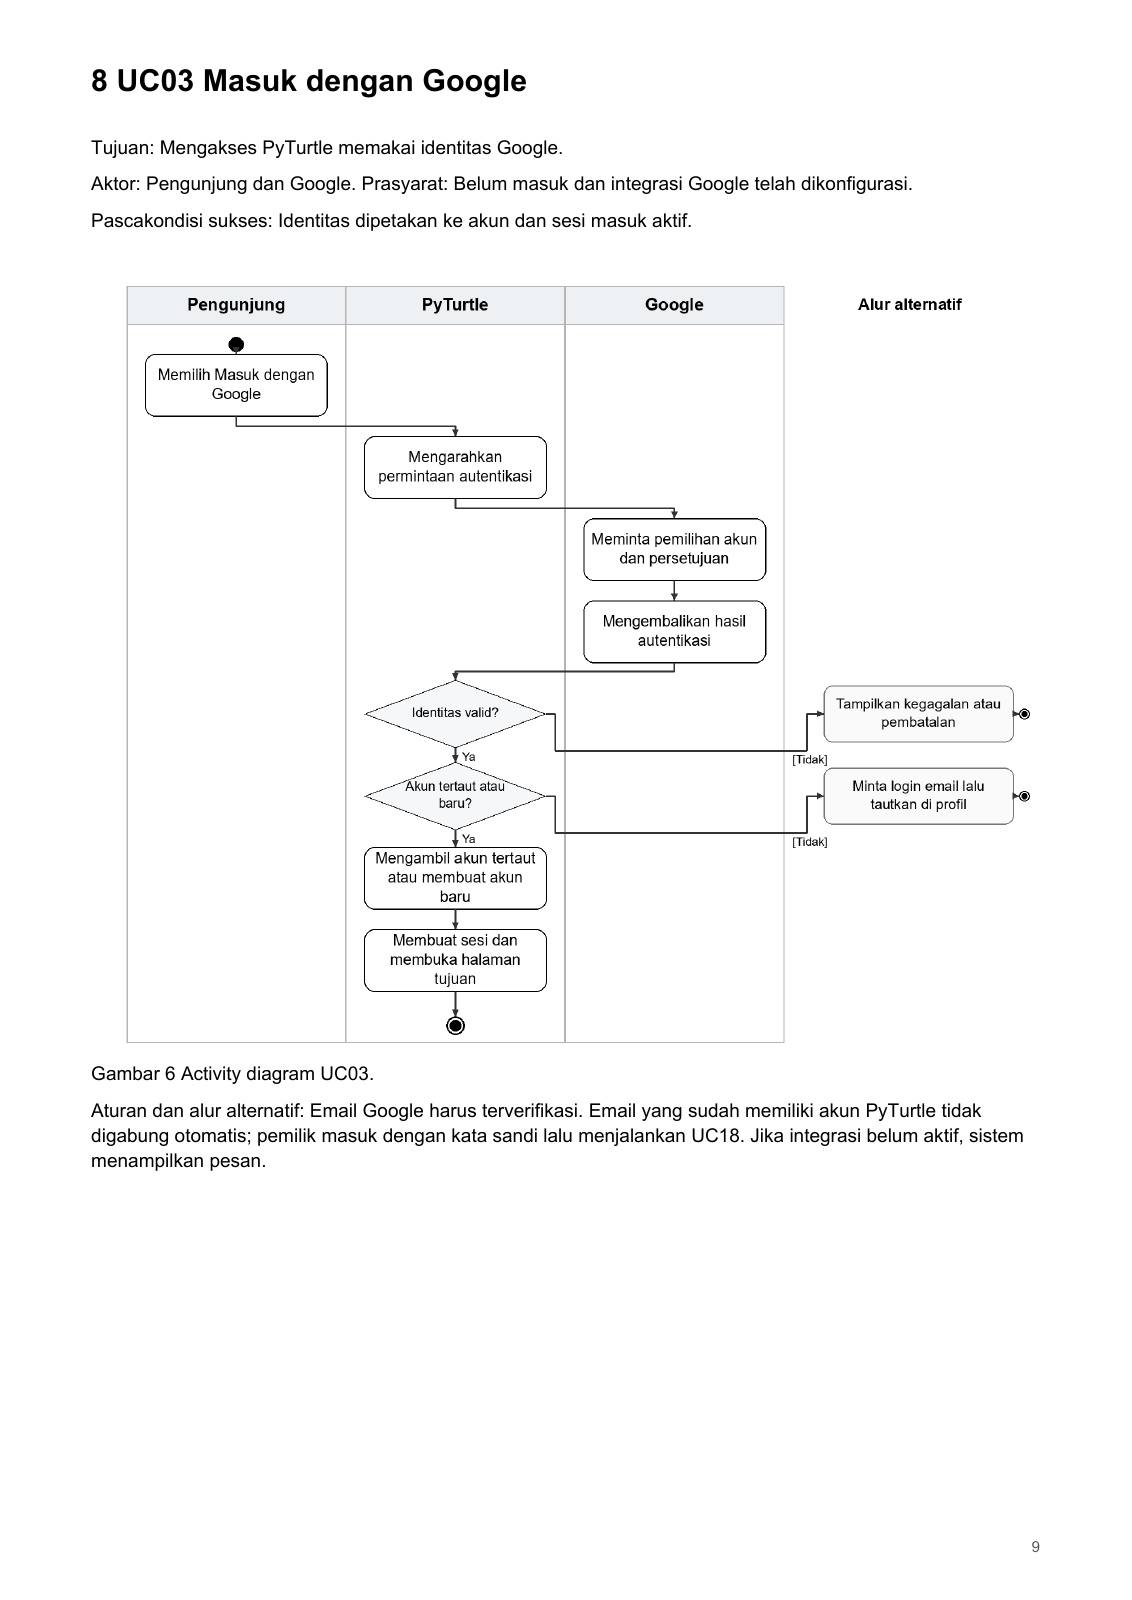 8 UC03 Masuk dengan Google
Tujuan: Mengakses PyTurtle memakai identitas Google.
Aktor: Pengunjung dan Google. Prasyarat: Belum masuk dan integrasi Google telah dikonfigurasi.
Pascakondisi sukses: Identitas dipetakan ke akun dan sesi masuk aktif.
Pengunjung
PyTurtle
Google
Alur alternatif
Memilih Masuk dengan
Google
Mengarahkan
permintaan autentikasi
Meminta pemilihan akun
dan persetujuan
Mengembalikan hasil
autentikasi
Identitas valid?
Tampilkan kegagalan atau
pembatalan
Ya
[Tidak]
Akun tertaut atau
baru?
Minta login email lalu
tautkan di profil
Ya
[Tidak]
Mengambil akun tertaut
atau membuat akun
baru
Membuat sesi dan
membuka halaman
tujuan
Gambar 6 Activity diagram UC03.
Aturan dan alur alternatif: Email Google harus terverifikasi. Email yang sudah memiliki akun PyTurtle tidak
digabung otomatis; pemilik masuk dengan kata sandi lalu menjalankan UC18. Jika integrasi belum aktif, sistem
menampilkan pesan.
9